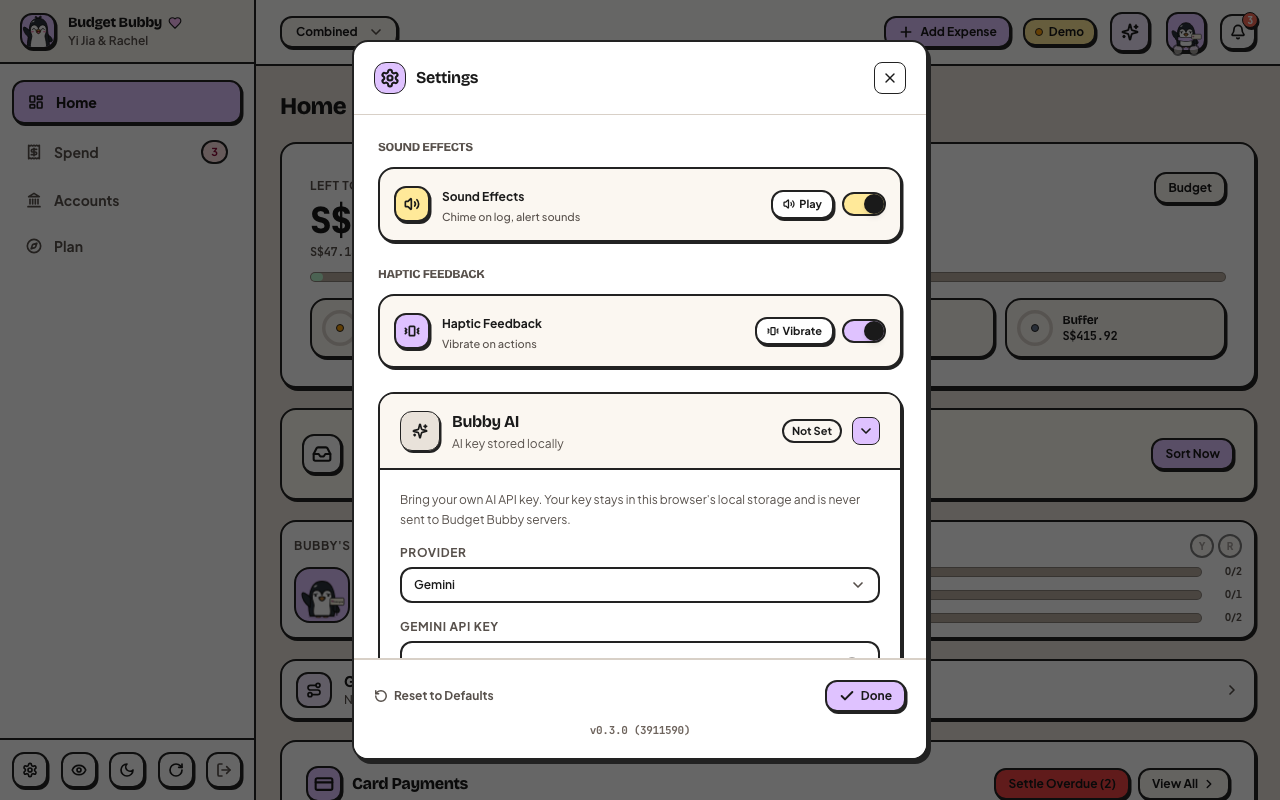 Budget Bubby
Yi Jia & Rachel
Combined
Add Expense
Demo
3
Home
Spend
3
Accounts
Plan
Home
LEFT TO
S$
S$47.1
Budget
Buffer
S$415.92
Sort Now
BUBBY'S
Y R
0/2
0/1
0/2
Card Payments
Settle Overdue (2)
View All
Settings
SOUND EFFECTS
Sound Effects
Chime on log, alert sounds
Play
HAPTIC FEEDBACK
Haptic Feedback
Vibrate on actions
Vibrate
Bubby AI
AI key stored locally
Not Set
Bring your own AI API key. Your key stays in this browser's local storage and is never
sent to Budget Bubby servers.
PROVIDER
Gemini
GEMINI API KEY
Reset to Defaults
Done
v0.3.0 (3911590)